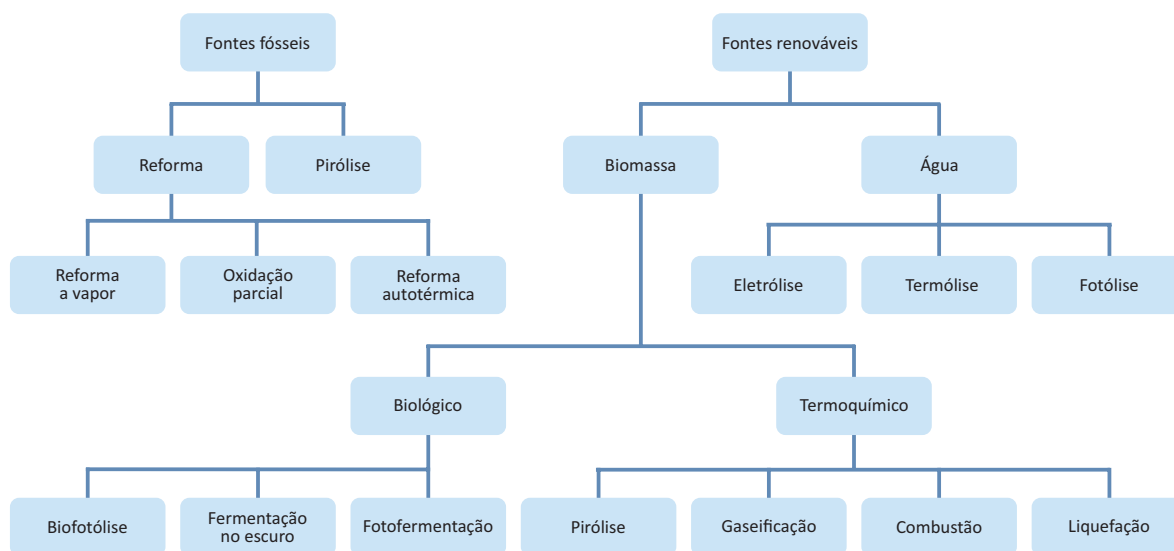 Fontes fósseis
Fontes renováveis
Reforma
Pirólise
Biomassa
Água
Reforma
a vapor
Oxidação
parcial
Reforma
autotérmica
Eletrólise
Termólise
Fotólise
Biológico
Termoquímico
Biofotólise
Fermentação
no escuro
Fotofermentação
Pirólise
Gaseificação
Combustão
Liquefação